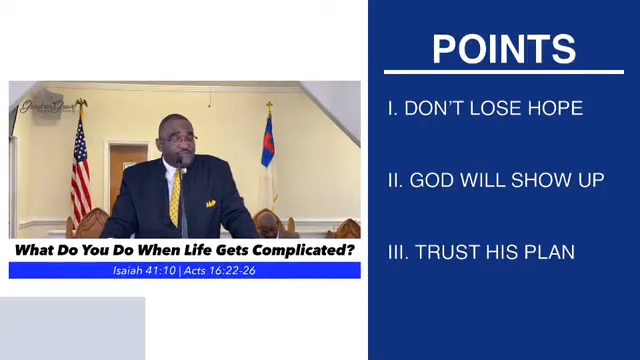 POINTS
I. DON'T LOSE HOPE
II. GOD WILL SHOW UP
III. TRUST HIS PLAN
What Do You Do When Life Gets Complicated?
Isaiah 41:10 | Acts 16:22-26